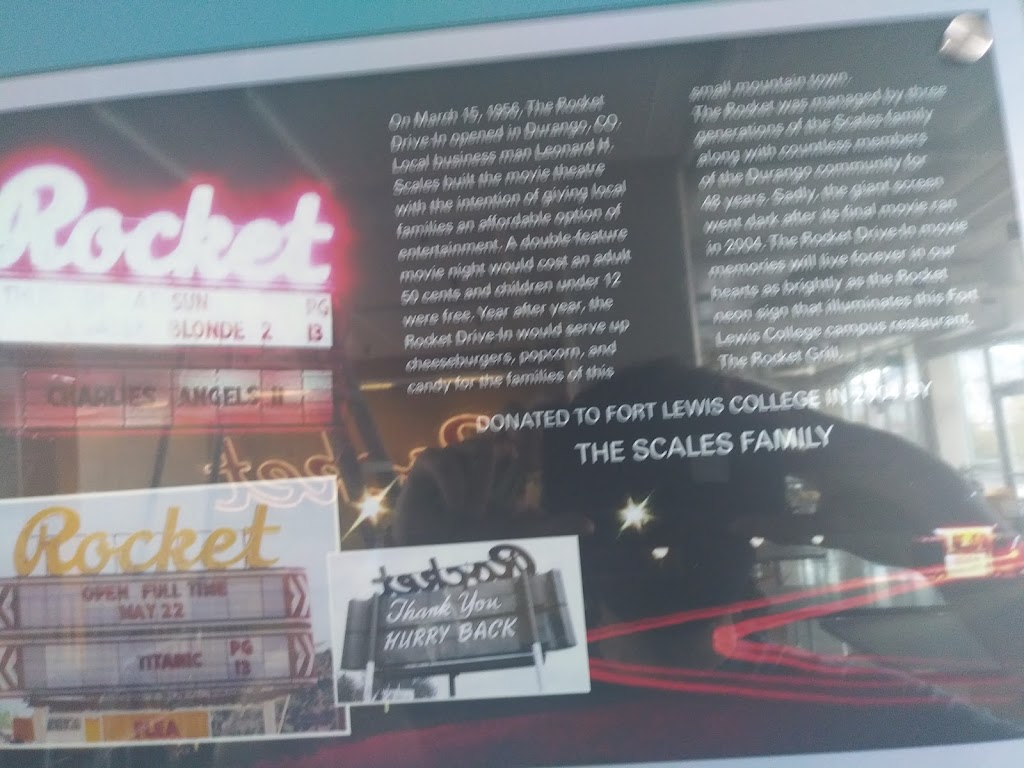 Rocket
SUN PG
BLONDE 2 13
CHARLIES ANGELS II
On March 15, 1956, The Rocket
Drive-In opened in Durango, CO.
Local business man Leonard H.
Scales built the movie theatre
with the intention of giving local
families an affordable option of
entertainment. A double-feature
movie night would cost an adult
50 cents and children under 12
were free. Year after year, the
Rocket Drive-In would serve up
cheeseburgers, popcorn, and
candy for the families of this
small mountain town.
The Rocket was managed by three
generations of the Scales family
along with countless members
of the Durango community for
48 years. Sadly, the giant screen
went dark after its final movie ran
in 2004. The Rocket Drive-In movie
memories will live forever in our
hearts as brightly as the Rocket
neon sign that illuminates this Fort
Lewis College campus restaurant,
The Rocket Grill.
DONATED TO FORT LEWIS COLLEGE IN BY
THE SCALES FAMILY
Rocket
Rocket
OPEN FULL TIME
MAY 22
TITANIC PG
13
FLEA
Rocket
Thank You
HURRY BACK